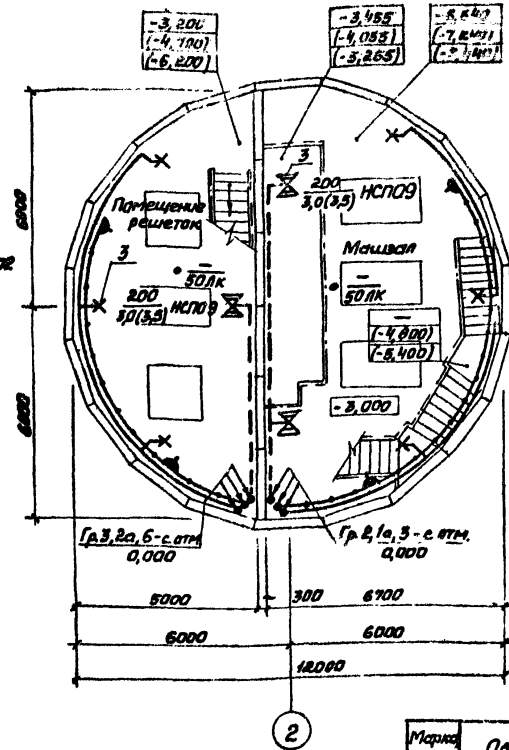 -3,200
(-4,100)
(-6,200)
-3,455
(-4,055)
(-5,265)
3
200
3,0(3,5)
НСП09
Помещение
решеток
Машзал
6000
3
-
50ЛК
-
50ЛК
200
3,0(3,5)
НСП09
-
(-4,800)
(-5,400)
-3,000
6000
Гр.3,2а,6-с отм.
0,000
Гр.2,1а,3-с отм.
0,000
5000
300
6700
6000
6000
12000
2
Марка